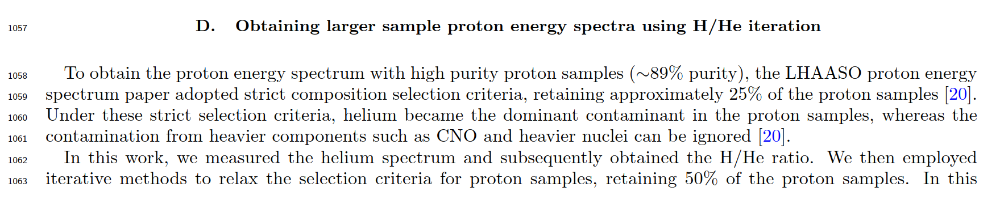 1057 D. Obtaining larger sample proton energy spectra using H/He iteration
1058 To obtain the proton energy spectrum with high purity proton samples (∼89% purity), the LHAASO proton energy
1059 spectrum paper adopted strict composition selection criteria, retaining approximately 25% of the proton samples [20].
1060 Under these strict selection criteria, helium became the dominant contaminant in the proton samples, whereas the
1061 contamination from heavier components such as CNO and heavier nuclei can be ignored [20].
1062 In this work, we measured the helium spectrum and subsequently obtained the H/He ratio. We then employed
1063 iterative methods to relax the selection criteria for proton samples, retaining 50% of the proton samples. In this